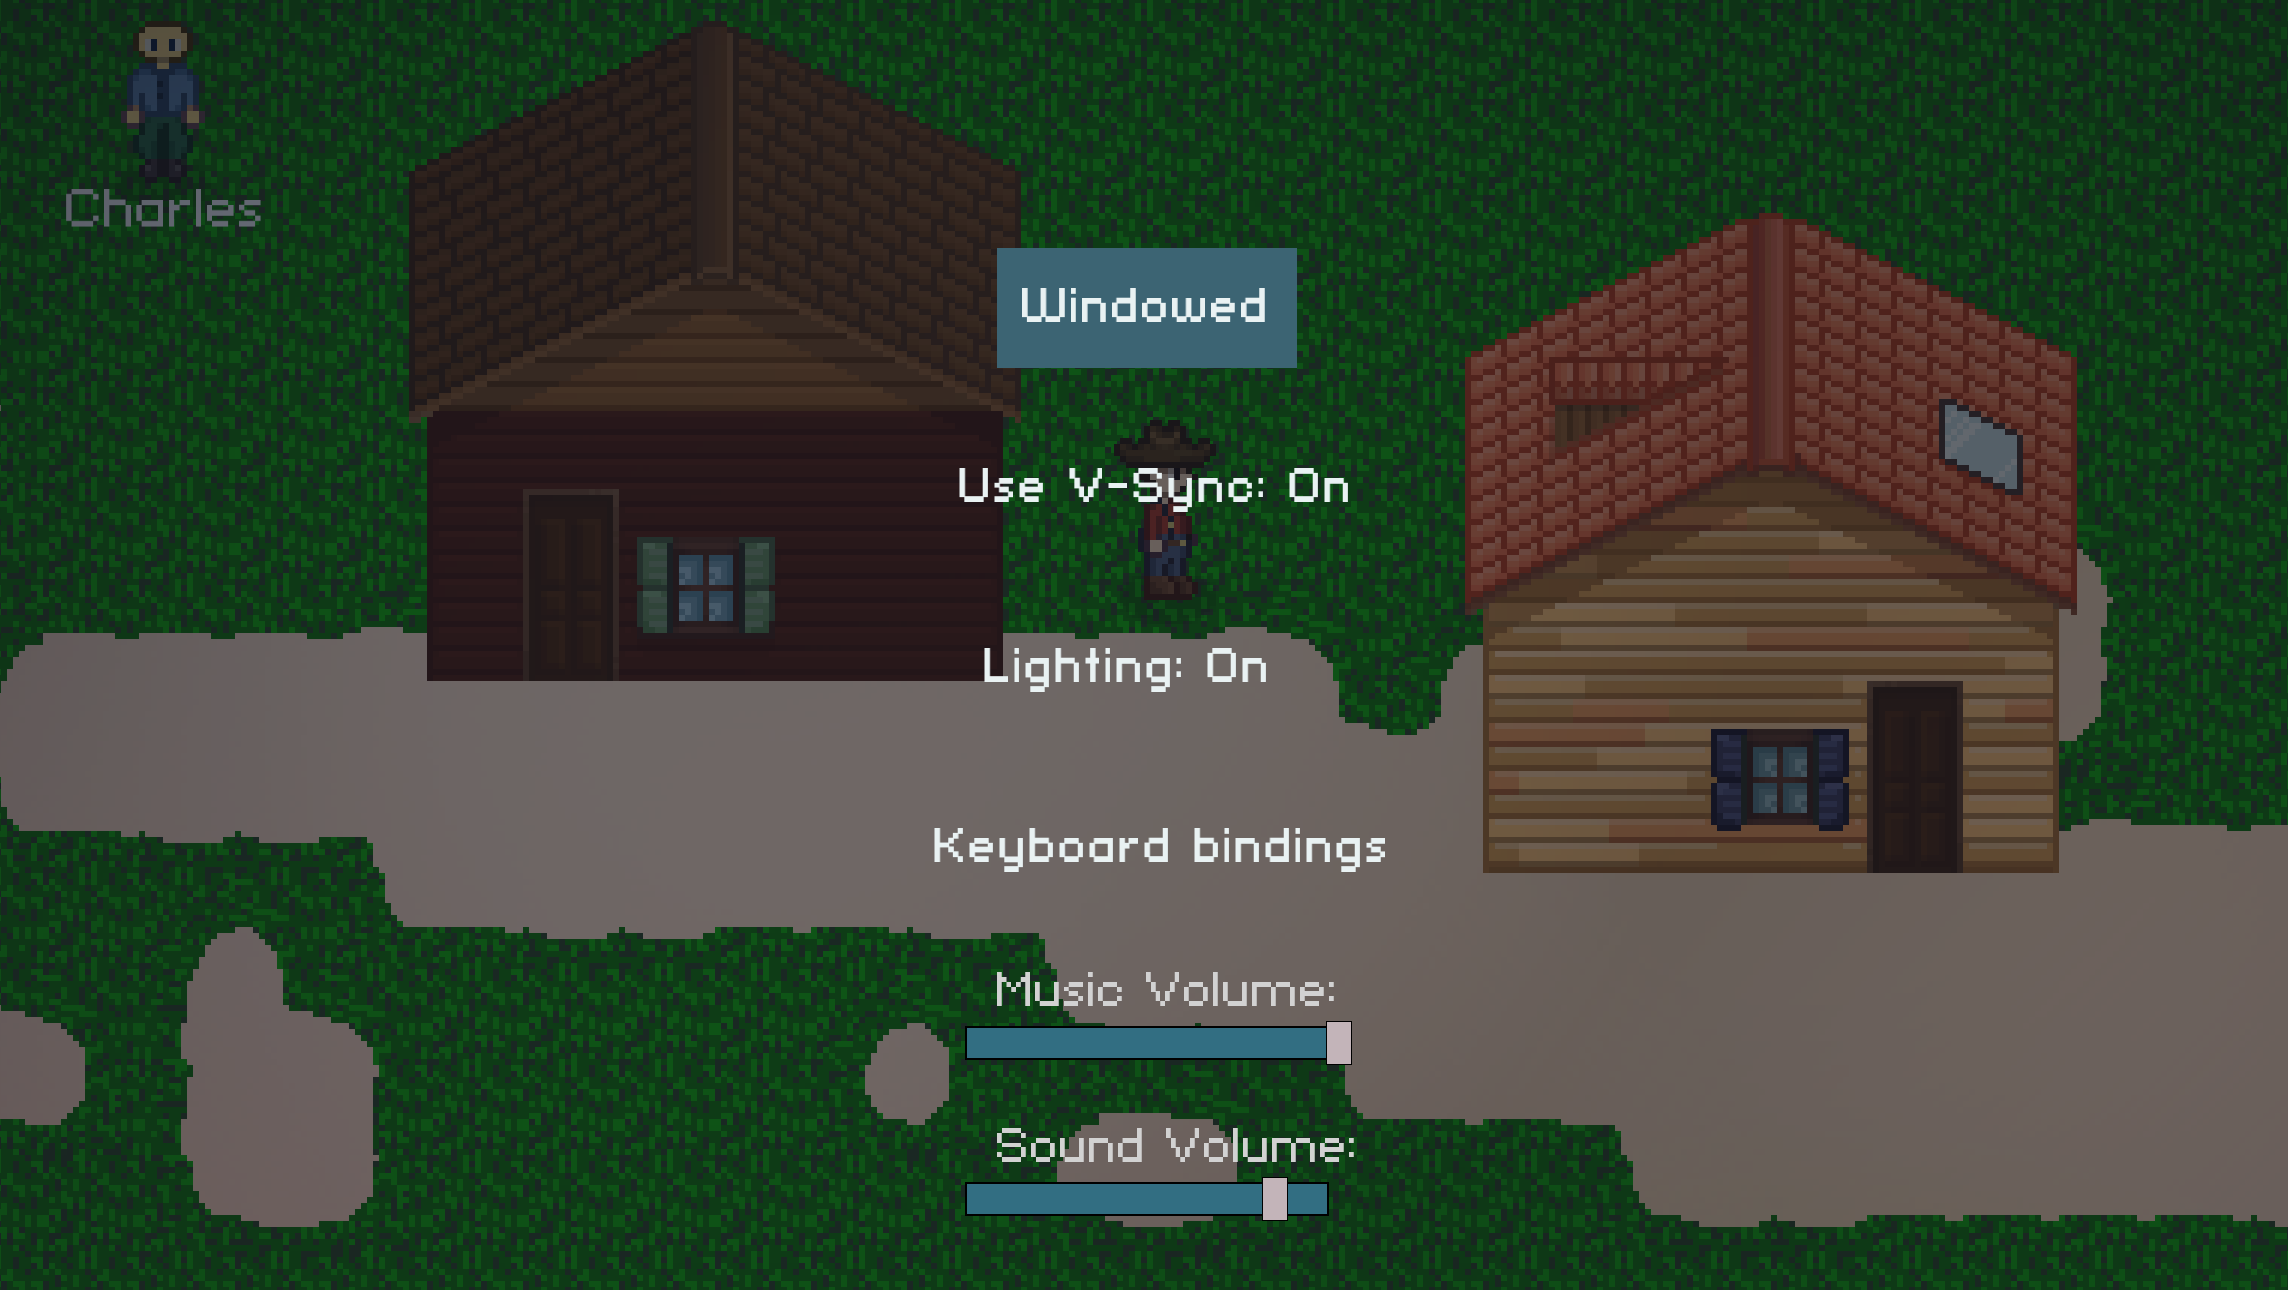 Charles
Windowed
Use V-Sync: On
Lighting: On
Keyboard bindings
Music Volume:
Sound Volume: